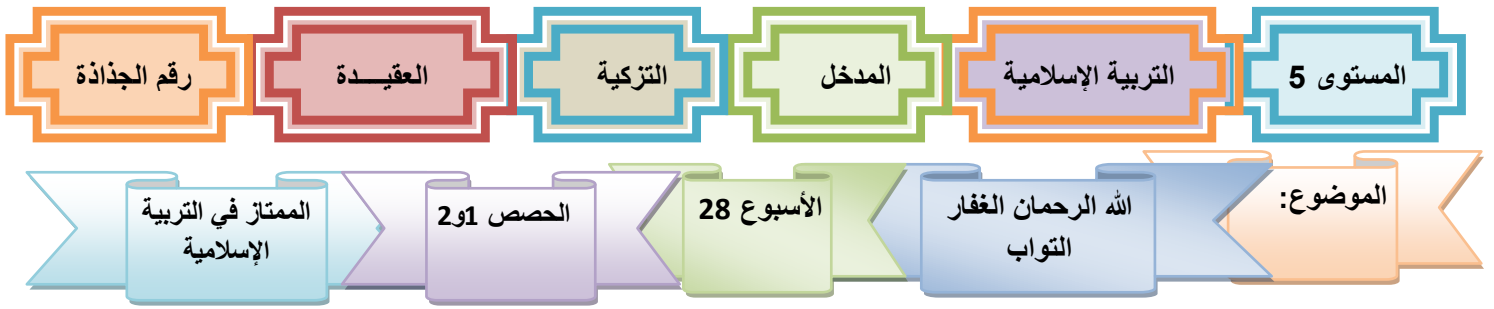 المستوى 5
التربية الإسلامية
المدخل
التزكية
العقيــــدة
رقم الجذاذة
الموضوع:
الله الرحمان الغفار
التواب
الأسبوع 28
الحصص 1و2
الممتاز في التربية
الإسلامية